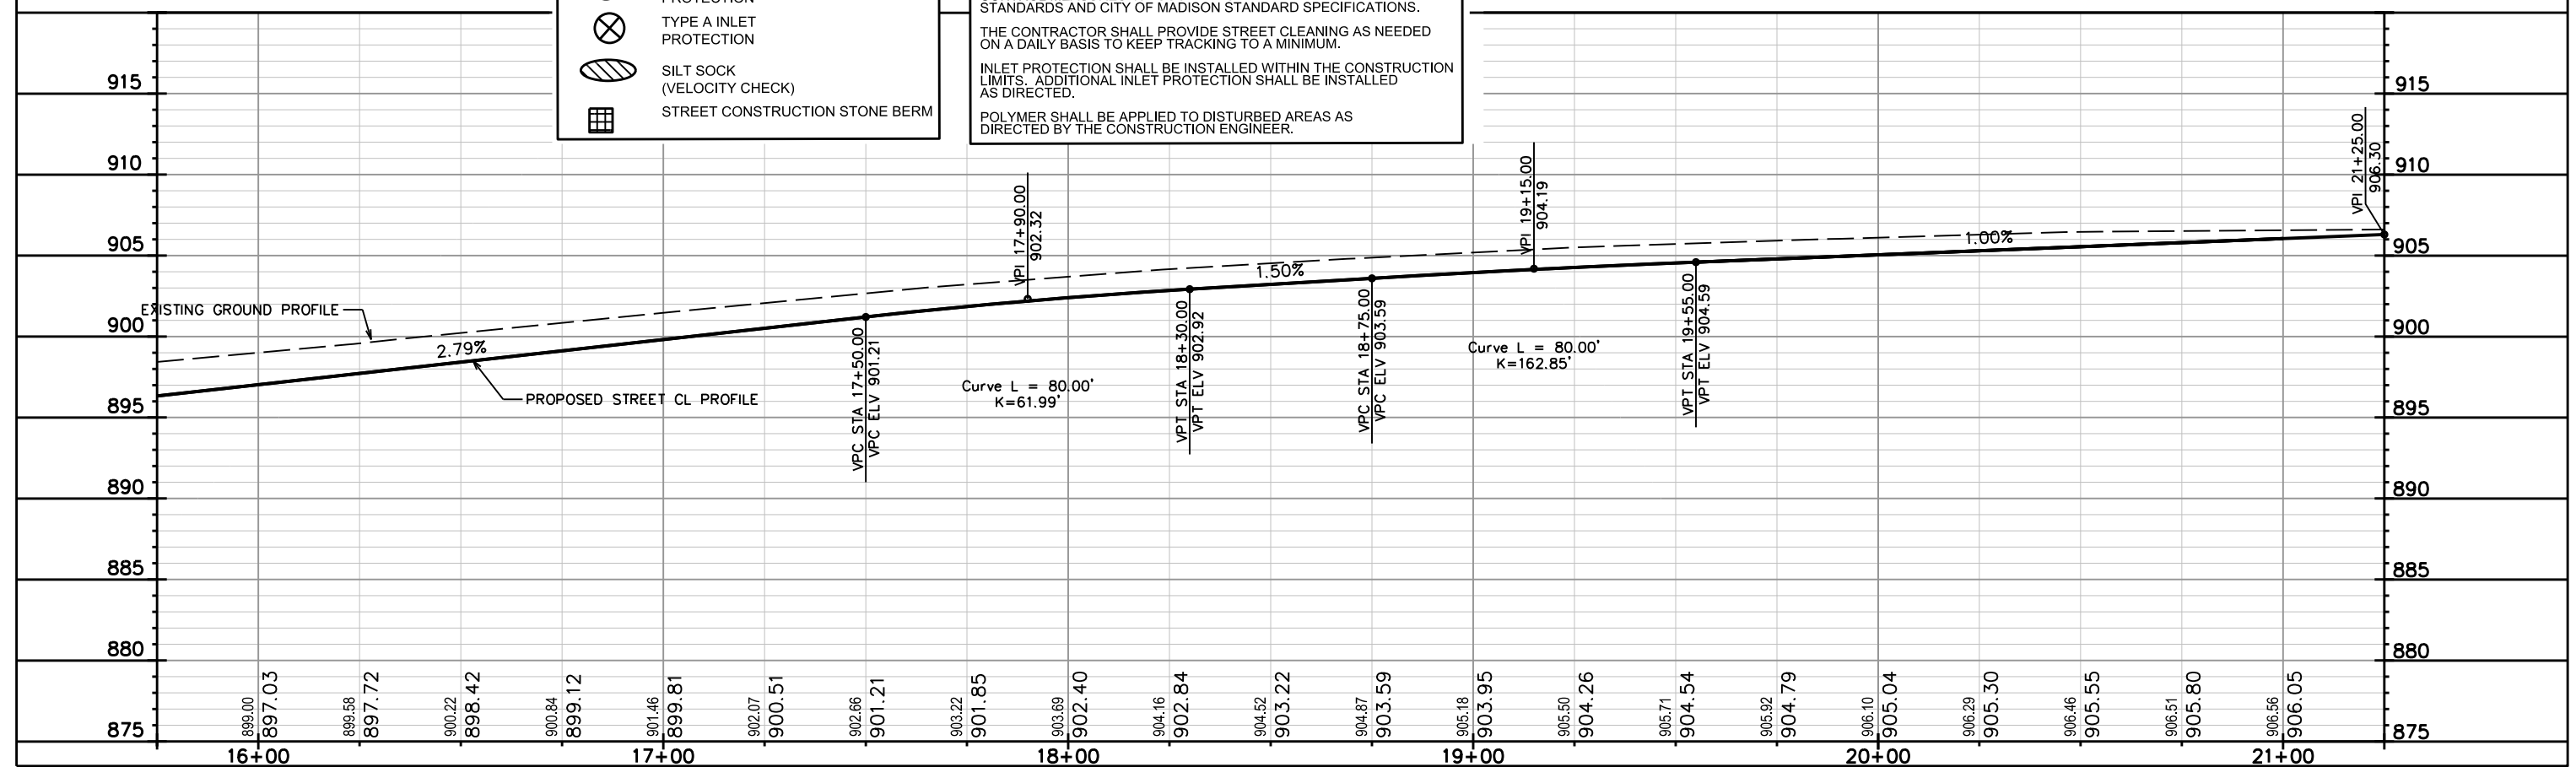 PROTECTION
TYPE A INLET
PROTECTION
SILT SOCK
(VELOCITY CHECK)
STREET CONSTRUCTION STONE BERM
STANDARDS AND CITY OF MADISON STANDARD SPECIFICATIONS.
THE CONTRACTOR SHALL PROVIDE STREET CLEANING AS NEEDED
ON A DAILY BASIS TO KEEP TRACKING TO A MINIMUM.
INLET PROTECTION SHALL BE INSTALLED WITHIN THE CONSTRUCTION
LIMITS. ADDITIONAL INLET PROTECTION SHALL BE INSTALLED
AS DIRECTED.
POLYMER SHALL BE APPLIED TO DISTURBED AREAS AS
DIRECTED BY THE CONSTRUCTION ENGINEER.
915
910
905
900
895
890
885
880
875
915
910
905
900
895
890
885
880
875
EXISTING GROUND PROFILE
2.79%
PROPOSED STREET CL PROFILE
VPC STA 17+50.00
VPC ELV 901.21
VPI 17+90.00
902.32
Curve L = 80.00'
K=61.99'
VPT STA 18+30.00
VPT ELV 902.92
1.50%
VPC STA 18+75.00
VPC ELV 903.59
VPI 19+15.00
904.19
Curve L = 80.00'
K=162.85'
VPT STA 19+55.00
VPT ELV 904.59
1.00%
VPI 21+25.00
906.30
899.00
897.03
899.58
897.72
900.22
898.42
900.84
899.12
901.46
899.81
902.07
900.51
902.66
901.21
903.22
901.85
903.69
902.40
904.16
902.84
904.52
903.22
904.87
903.59
905.18
903.95
905.50
904.26
905.71
904.54
905.92
904.79
906.10
905.04
906.29
905.30
906.46
905.55
906.51
905.80
906.56
906.05
16+00
17+00
18+00
19+00
20+00
21+00